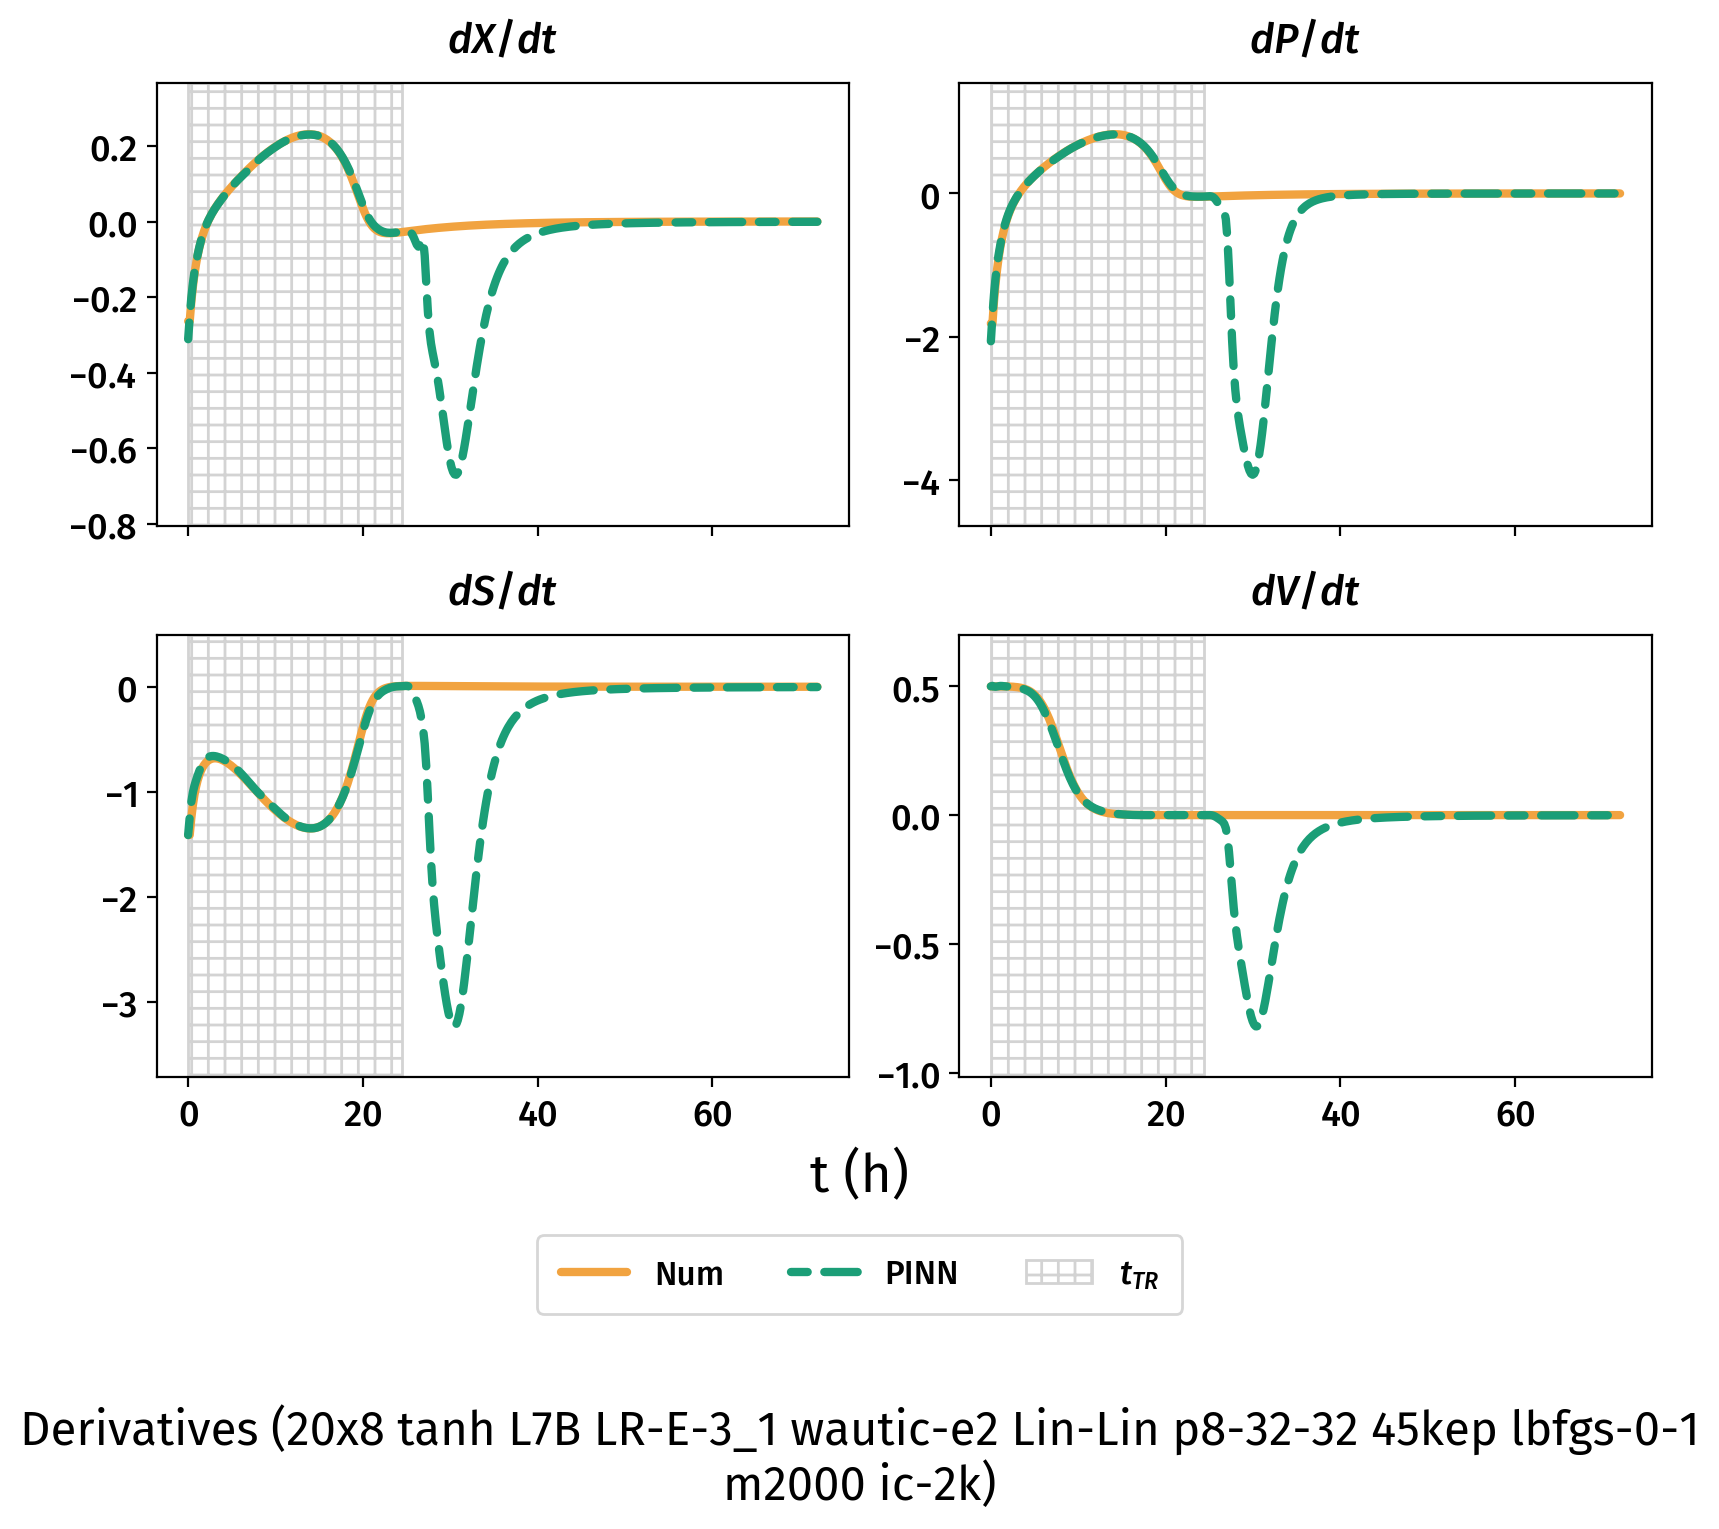 dX/dt
dP/dt
0.2
0.0
−0.2
−0.4
−0.6
−0.8
0
−2
−4
dS/dt
dV/dt
0
−1
−2
−3
0.5
0.0
−0.5
−1.0
0 20 40 60
0 20 40 60
t (h)
Num PINN t_TR
Derivatives (20x8 tanh L7B LR-E-3_1 wautic-e2 Lin-Lin p8-32-32 45kep lbfgs-0-1
m2000 ic-2k)